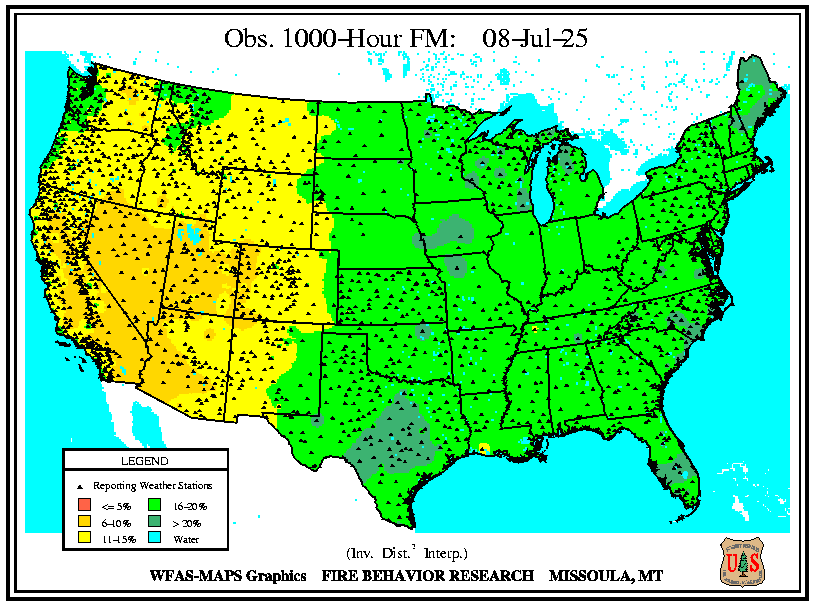 Obs. 1000-Hour FM: 08-Jul-25
LEGEND
Reporting Weather Stations
<= 5%
16-20%
6-10%
> 20%
11-15%
Water
(Inv. Dist.² Interp.)
WFAS-MAPS Graphics FIRE BEHAVIOR RESEARCH MISSOULA, MT
U S